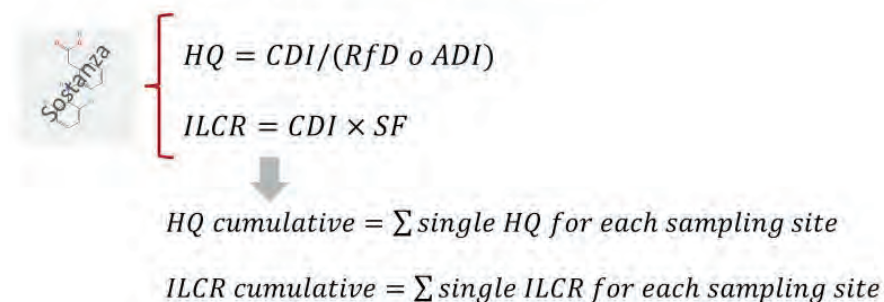 Sostanza
HQ = CDI/(RfD o ADI)
ILCR = CDI × SF
HQ cumulative = ∑ single HQ for each sampling site
ILCR cumulative = ∑ single ILCR for each sampling site